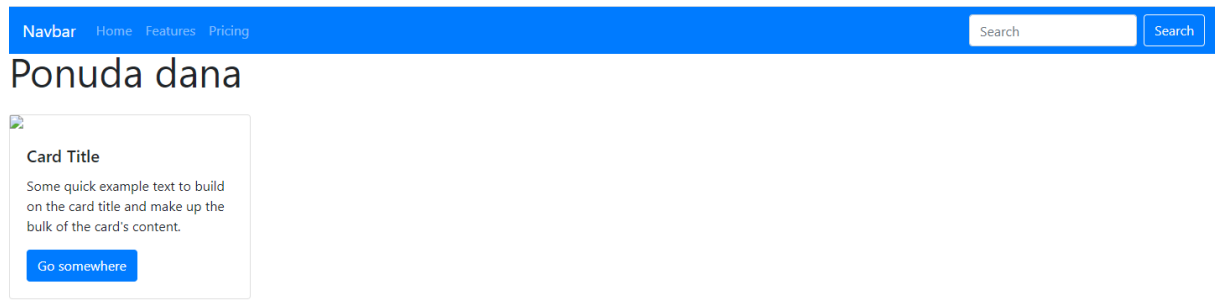 Navbar Home Features Pricing Search Search
Ponuda dana
Card Title
Some quick example text to build
on the card title and make up the
bulk of the card's content.
Go somewhere